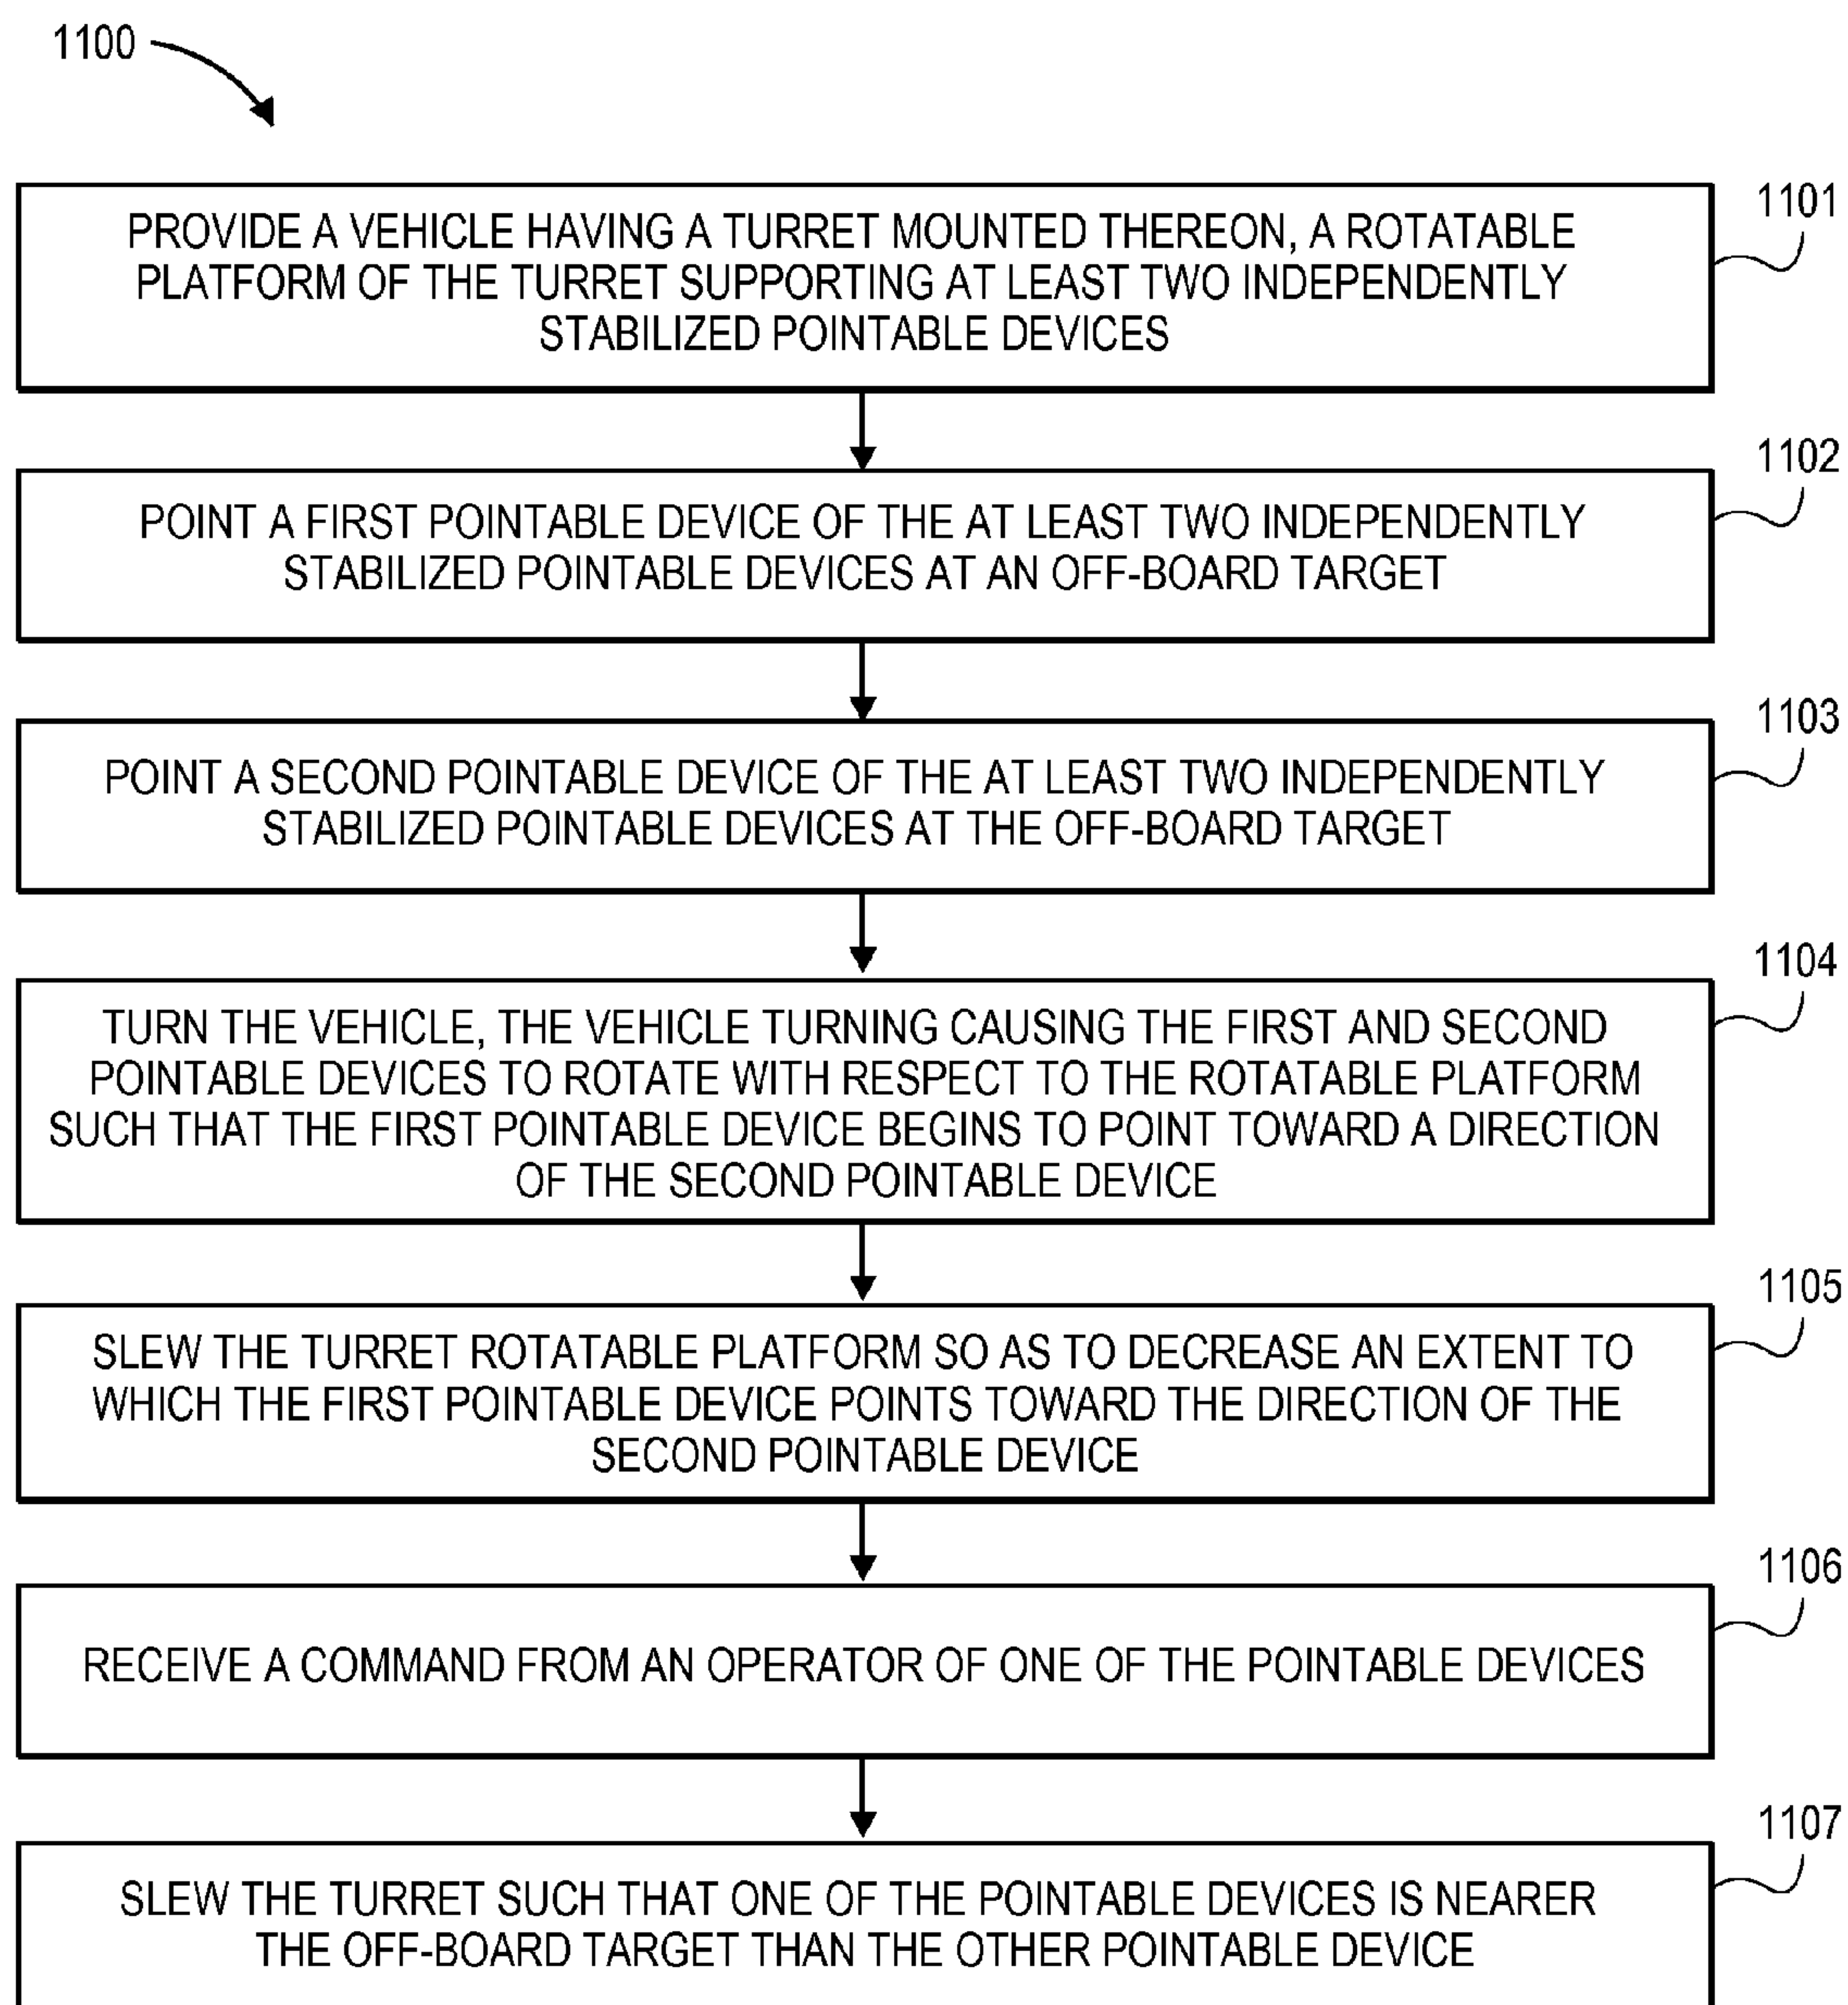 1100
1101
PROVIDE A VEHICLE HAVING A TURRET MOUNTED THEREON, A ROTATABLE
PLATFORM OF THE TURRET SUPPORTING AT LEAST TWO INDEPENDENTLY
STABILIZED POINTABLE DEVICES
1102
POINT A FIRST POINTABLE DEVICE OF THE AT LEAST TWO INDEPENDENTLY
STABILIZED POINTABLE DEVICES AT AN OFF-BOARD TARGET
1103
POINT A SECOND POINTABLE DEVICE OF THE AT LEAST TWO INDEPENDENTLY
STABILIZED POINTABLE DEVICES AT THE OFF-BOARD TARGET
1104
TURN THE VEHICLE, THE VEHICLE TURNING CAUSING THE FIRST AND SECOND
POINTABLE DEVICES TO ROTATE WITH RESPECT TO THE ROTATABLE PLATFORM
SUCH THAT THE FIRST POINTABLE DEVICE BEGINS TO POINT TOWARD A DIRECTION
OF THE SECOND POINTABLE DEVICE
1105
SLEW THE TURRET ROTATABLE PLATFORM SO AS TO DECREASE AN EXTENT TO
WHICH THE FIRST POINTABLE DEVICE POINTS TOWARD THE DIRECTION OF THE
SECOND POINTABLE DEVICE
1106
RECEIVE A COMMAND FROM AN OPERATOR OF ONE OF THE POINTABLE DEVICES
1107
SLEW THE TURRET SUCH THAT ONE OF THE POINTABLE DEVICES IS NEARER
THE OFF-BOARD TARGET THAN THE OTHER POINTABLE DEVICE